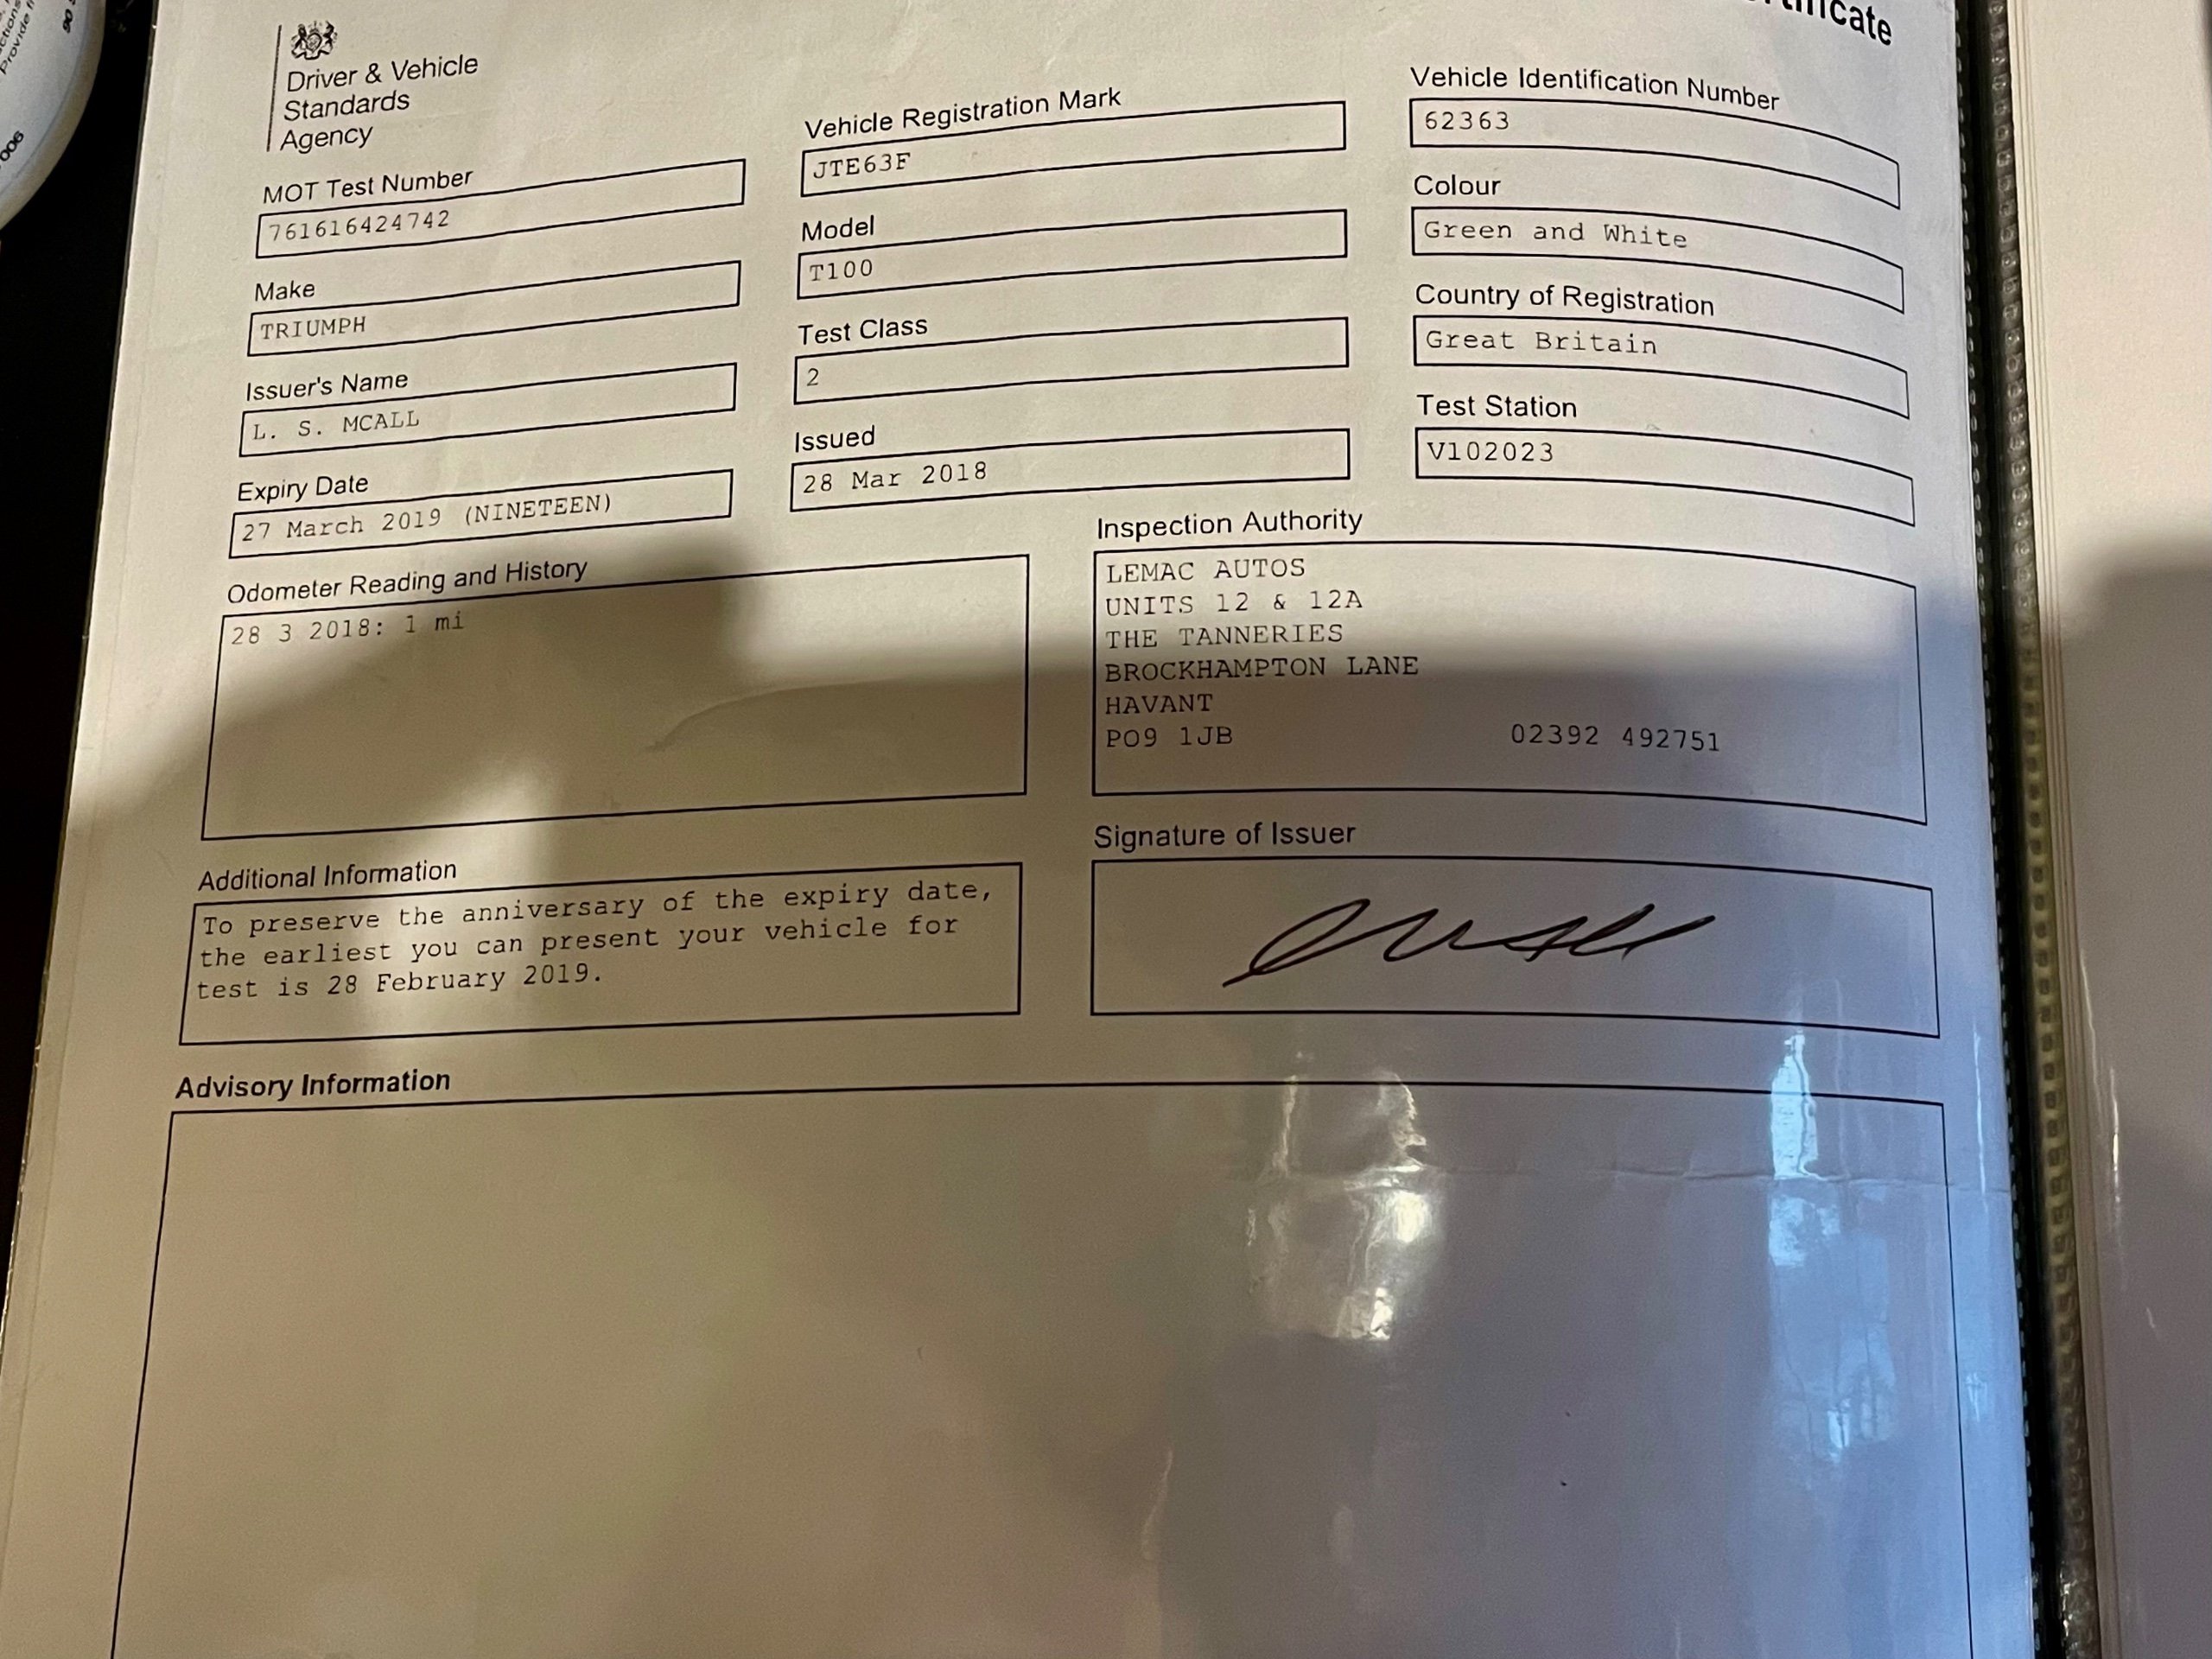 Driver & Vehicle
Standards
Agency
MOT Test Number
761616424742
Vehicle Registration Mark
JTE63F
Vehicle Identification Number
62363
Make
TRIUMPH
Model
T100
Colour
Green and White
Issuer's Name
L. S. MCALL
Test Class
2
Country of Registration
Great Britain
Expiry Date
27 March 2019 (NINETEEN)
Issued
28 Mar 2018
Test Station
V102023
Odometer Reading and History
28 3 2018: 1 mi
Inspection Authority
LEMAC AUTOS
UNITS 12 & 12A
THE TANNERIES
BROCKHAMPTON LANE
HAVANT
PO9 1JB 02392 492751
Additional Information
To preserve the anniversary of the expiry date,
the earliest you can present your vehicle for
test is 28 February 2019.
Signature of Issuer
Advisory Information